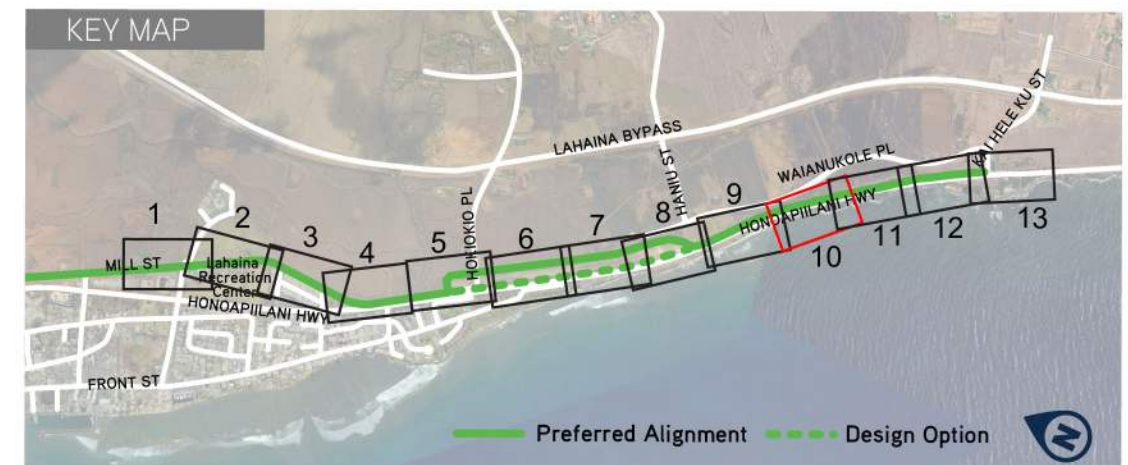 KEY MAP
LAHAINA BYPASS
KAI HELE KU ST
HANIU ST
WAIANUKOLE PL
HOKIOKIO PL
1
2
3
4
5
6
7
8
9
10
11
12
13
MILL ST
Lahaina
Recreation
Center
HONOAPIILANI HWY
HONOAPIILANI HWY
FRONT ST
Preferred Alignment
Design Option
N